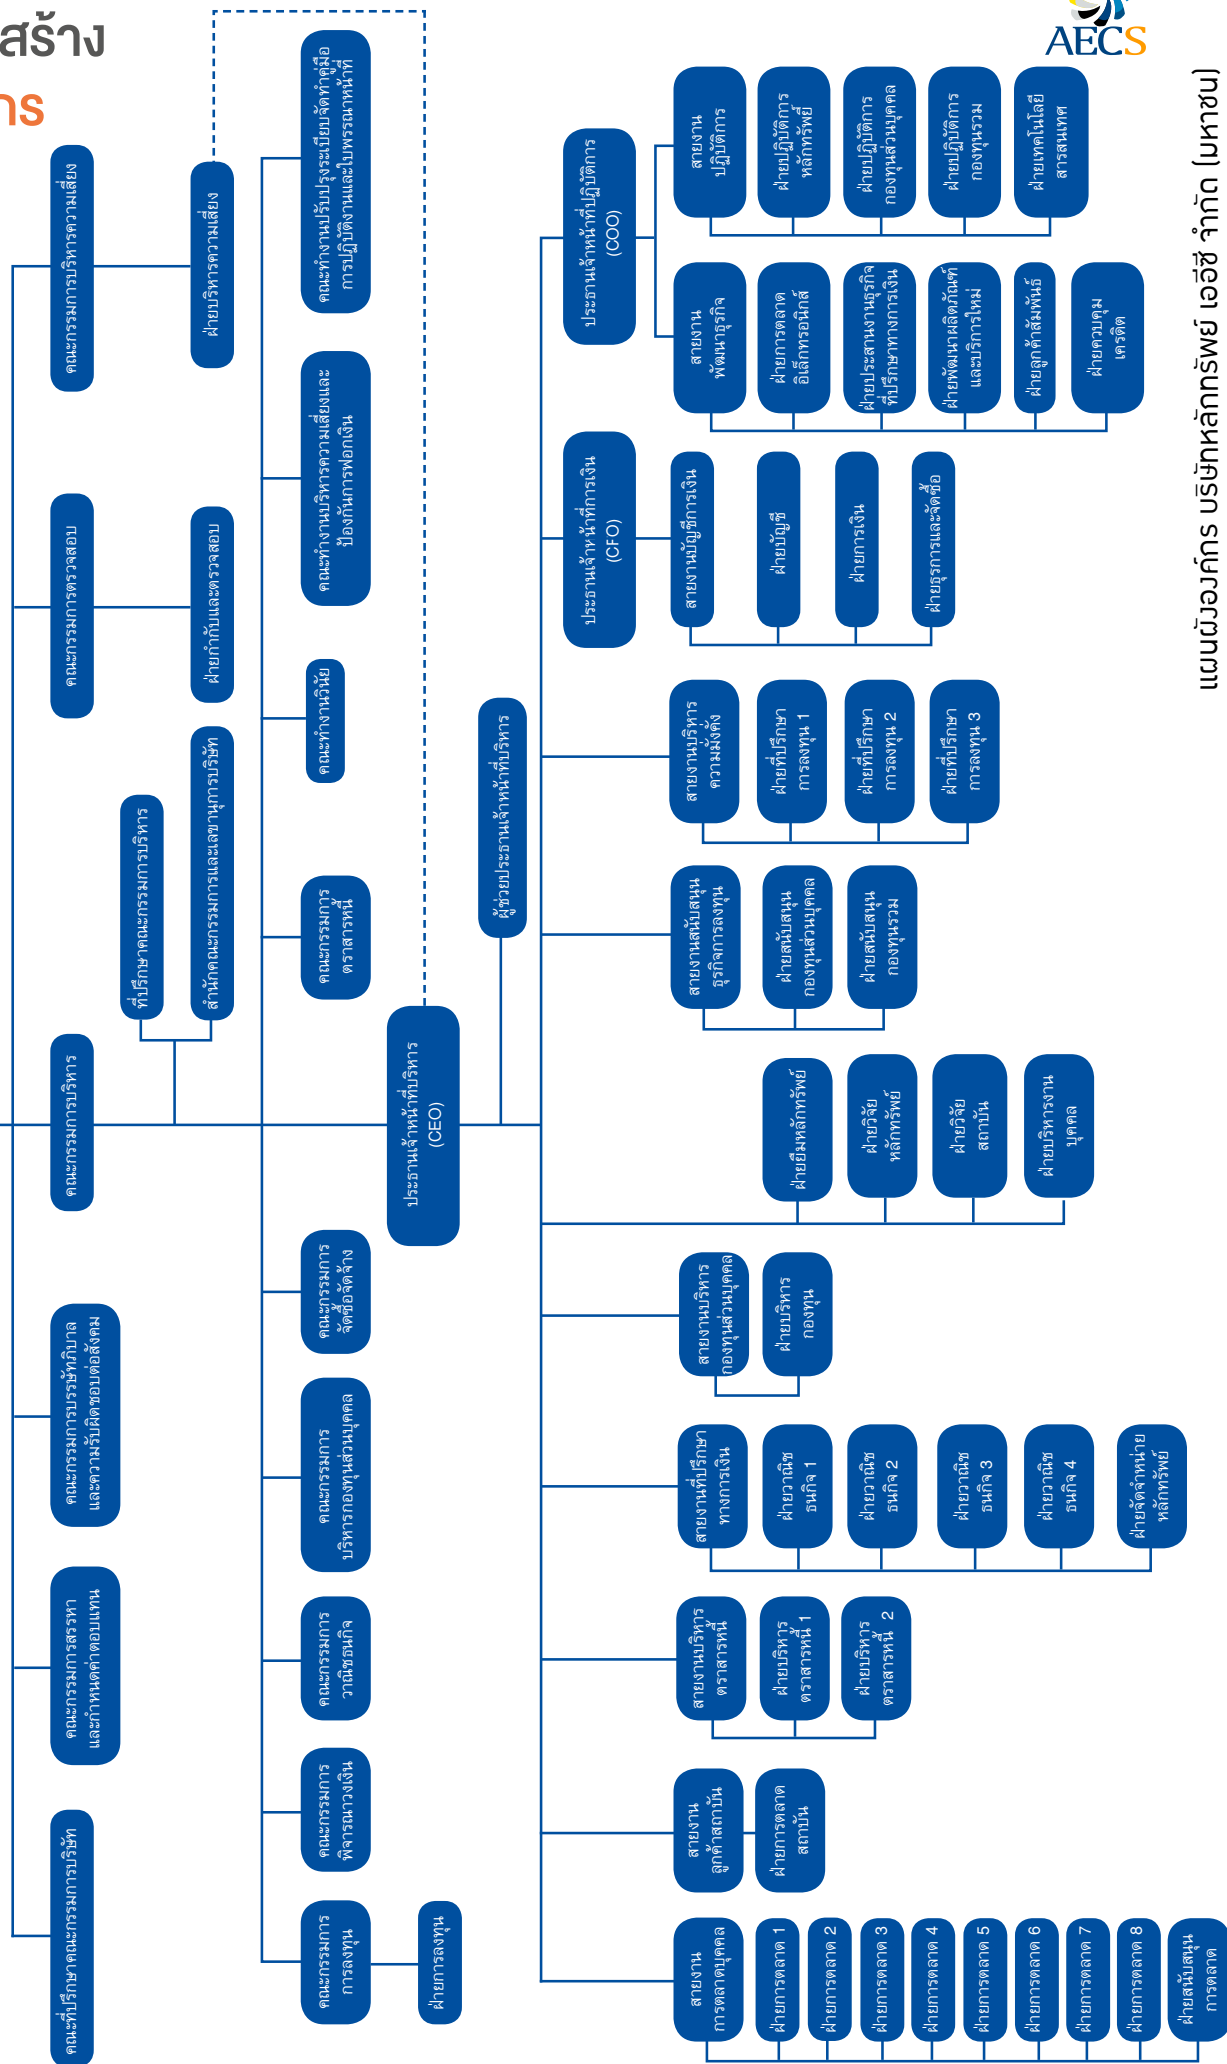 สร้าง
าร
AECS
แผนผังองค์กร บริษัทหลักทรัพย์ เออีซี จำกัด (มหาชน)
คณะที่ปรึกษาคณะกรรมการบริษัท
คณะกรรมการสรรหา
และกำหนดค่าตอบแทน
คณะกรรมการบรรษัทภิบาล
และความรับผิดชอบต่อสังคม
คณะกรรมการบริหาร
คณะกรรมการตรวจสอบ
คณะกรรมการบริหารความเสี่ยง
ที่ปรึกษาคณะกรรมการบริหาร
สำนักคณะกรรมการและเลขานุการบริษัท
ฝ่ายกำกับและตรวจสอบ
ฝ่ายบริหารความเสี่ยง
คณะกรรมการ
การลงทุน
คณะกรรมการ
พิจารณาวงเงิน
คณะกรรมการ
วาณิชธนกิจ
คณะกรรมการ
บริหารกองทุนส่วนบุคคล
คณะกรรมการ
จัดซื้อจัดจ้าง
คณะกรรมการ
ตราสารหนี้
คณะทำงานวินัย
คณะทำงานบริหารความเสี่ยงและ
ป้องกันการฟอกเงิน
คณะทำงานปรับปรุงระเบียบจัดทำคู่มือ
การปฏิบัติงานและใบพรรณาหน้าที่
ฝ่ายการลงทุน
ประธานเจ้าหน้าที่บริหาร
(CEO)
ผู้ช่วยประธานเจ้าหน้าที่บริหาร
ประธานเจ้าหน้าที่การเงิน
(CFO)
ประธานเจ้าหน้าที่ปฏิบัติการ
(COO)
สายงาน
การตลาดบุคคล
ฝ่ายการตลาด 1
ฝ่ายการตลาด 2
ฝ่ายการตลาด 3
ฝ่ายการตลาด 4
ฝ่ายการตลาด 5
ฝ่ายการตลาด 6
ฝ่ายการตลาด 7
ฝ่ายการตลาด 8
ฝ่ายสนับสนุน
การตลาด
สายงาน
ลูกค้าสถาบัน
ฝ่ายการตลาด
สถาบัน
สายงานบริหาร
ตราสารหนี้
ฝ่ายบริหาร
ตราสารหนี้ 1
ฝ่ายบริหาร
ตราสารหนี้ 2
สายงานที่ปรึกษา
ทางการเงิน
ฝ่ายวาณิช
ธนกิจ 1
ฝ่ายวาณิช
ธนกิจ 2
ฝ่ายวาณิช
ธนกิจ 3
ฝ่ายวาณิช
ธนกิจ 4
ฝ่ายจัดจำหน่าย
หลักทรัพย์
สายงานบริหาร
กองทุนส่วนบุคคล
ฝ่ายบริหาร
กองทุน
ฝ่ายยืมหลักทรัพย์
ฝ่ายวิจัย
หลักทรัพย์
ฝ่ายวิจัย
สถาบัน
ฝ่ายบริหารงาน
บุคคล
สายงานสนับสนุน
ธุรกิจการลงทุน
ฝ่ายสนับสนุน
กองทุนส่วนบุคคล
ฝ่ายสนับสนุน
กองทุนรวม
สายงานบริหาร
ความมั่งคั่ง
ฝ่ายที่ปรึกษา
การลงทุน 1
ฝ่ายที่ปรึกษา
การลงทุน 2
ฝ่ายที่ปรึกษา
การลงทุน 3
สายงานบัญชีการเงิน
ฝ่ายบัญชี
ฝ่ายการเงิน
ฝ่ายธุรการและจัดซื้อ
สายงาน
พัฒนาธุรกิจ
ฝ่ายการตลาด
อิเล็กทรอนิกส์
ฝ่ายประสานงานธุรกิจ
ที่ปรึกษาทางการเงิน
ฝ่ายพัฒนาผลิตภัณฑ์
และบริการใหม่
ฝ่ายลูกค้าสัมพันธ์
ฝ่ายควบคุม
เครดิต
สายงาน
ปฏิบัติการ
ฝ่ายปฏิบัติการ
หลักทรัพย์
ฝ่ายปฏิบัติการ
กองทุนส่วนบุคคล
ฝ่ายปฏิบัติการ
กองทุนรวม
ฝ่ายเทคโนโลยี
สารสนเทศ